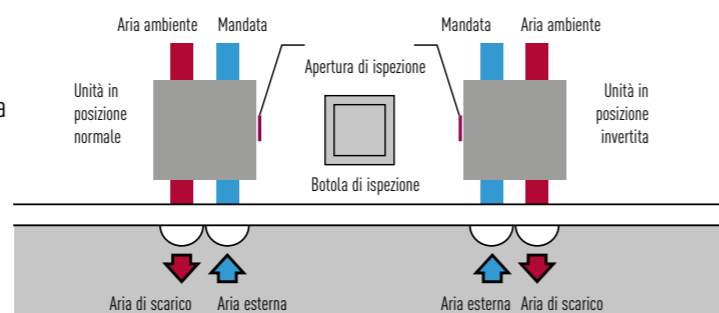 Aria ambiente Mandata
Mandata Aria ambiente
Apertura di ispezione
Unità in
posizione
normale
Unità in
posizione
invertita
a
Botola di ispezione
Aria di scarico Aria esterna
Aria esterna Aria di scarico